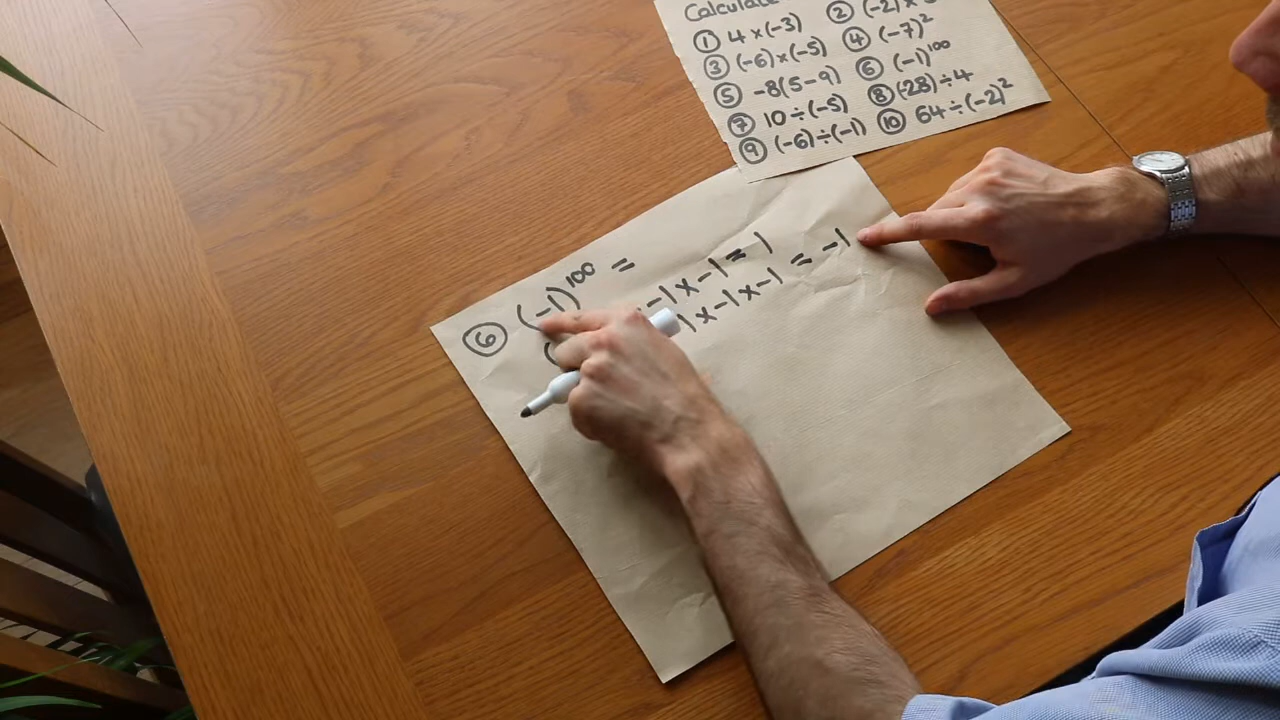 Calculate
① 4 × (-3) ② (-2) ×
③ (-6) × (-5) ④ (-7)²
⑤ -8(5-9) ⑥ (-1)¹⁰⁰
⑦ 10 ÷ (-5) ⑧ (-28) ÷ 4
⑨ (-6) ÷ (-1) ⑩ 64 ÷ (-2)²
⑥ (-1)¹⁰⁰ =
-1 × -1 = 1
( 1 × -1 × -1 = -1